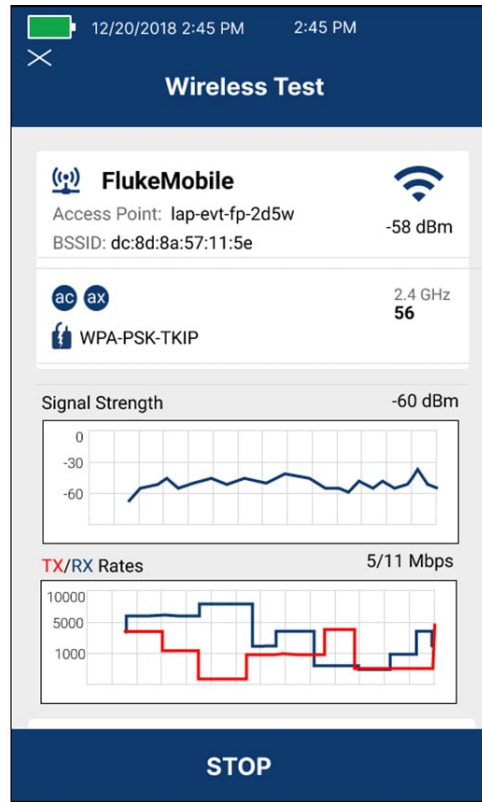 12/20/2018 2:45 PM 2:45 PM
Wireless Test
FlukeMobile
Access Point: lap-evt-fp-2d5w
-58 dBm
BSSID: dc:8d:8a:57:11:5e
ac ax
2.4 GHz
56
WPA-PSK-TKIP
Signal Strength -60 dBm
0
-30
-60
TX/RX Rates 5/11 Mbps
10000
5000
1000
STOP